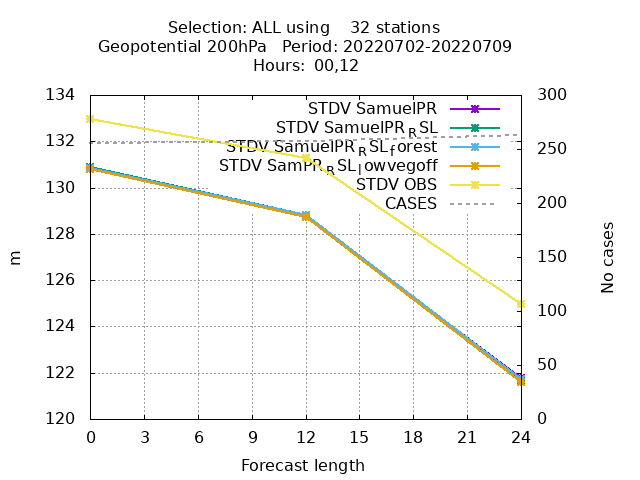 Selection: ALL using    32 stations
Geopotential 200hPa   Period: 20220702-20220709
Hours:  00,12
134
132
130
128
126
124
122
120
300
250
200
150
100
50
0
STDV SamuelPR
STDV SamuelPR_RSL
STDV SamuelPR_RSL_forest
STDV SamPR_RSL_lowvegoff
STDV OBS
CASES
m
No cases
0 3 6 9 12 15 18 21 24
Forecast length